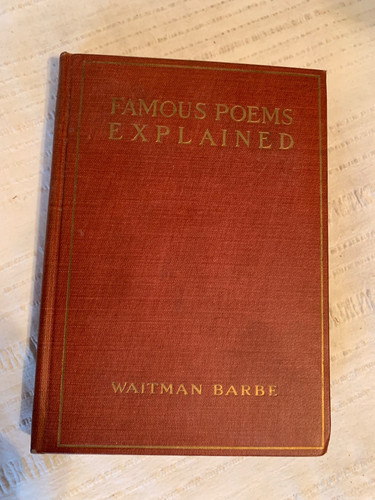 FAMOUS POEMS
EXPLAINED
WAITMAN BARBE